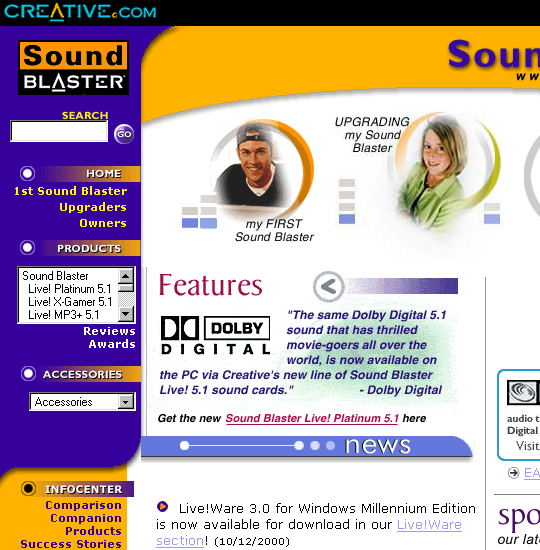 CREATIVE.COM
Sound
BLASTER
SEARCH
GO
HOME
1st Sound Blaster
Upgraders
Owners
PRODUCTS
Sound Blaster
Live! Platinum 5.1
Live! X-Gamer 5.1
Live! MP3+ 5.1
Reviews
Awards
ACCESSORIES
Accessories
INFOCENTER
Comparison
Companion
Products
Success Stories
Soun
ww
my FIRST
Sound Blaster
UPGRADING
my Sound
Blaster
Features
DOLBY
DIGITAL
"The same Dolby Digital 5.1
sound that has thrilled
movie-goers all over the
world, is now available on
the PC via Creative's new line of Sound Blaster
Live! 5.1 sound cards." - Dolby Digital
Get the new Sound Blaster Live! Platinum 5.1 here
news
Live!Ware 3.0 for Windows Millennium Edition
is now available for download in our Live!Ware
section! (10/12/2000)
audio t
Digital
Visit
EA
spo
our late